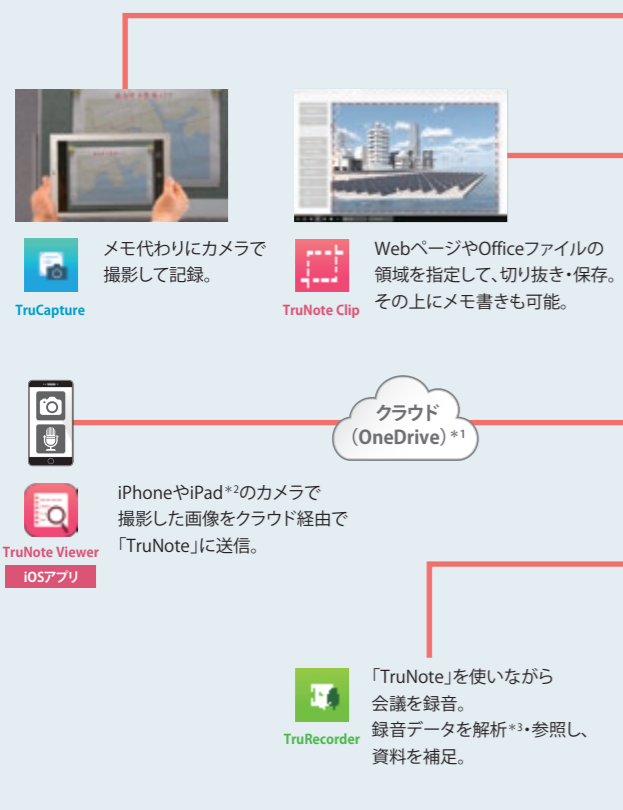 メモ代わりにカメラで
撮影して記録。
TruCapture
WebページやOfficeファイルの
領域を指定して、切り抜き・保存。
その上にメモ書きも可能。
TruNote Clip
クラウド
（OneDrive）*1
iPhoneやiPad*2のカメラで
撮影した画像をクラウド経由で
「TruNote」に送信。
TruNote Viewer
iOSアプリ
「TruNote」を使いながら
会議を録音。
録音データを解析*3・参照し、
資料を補足。
TruRecorder